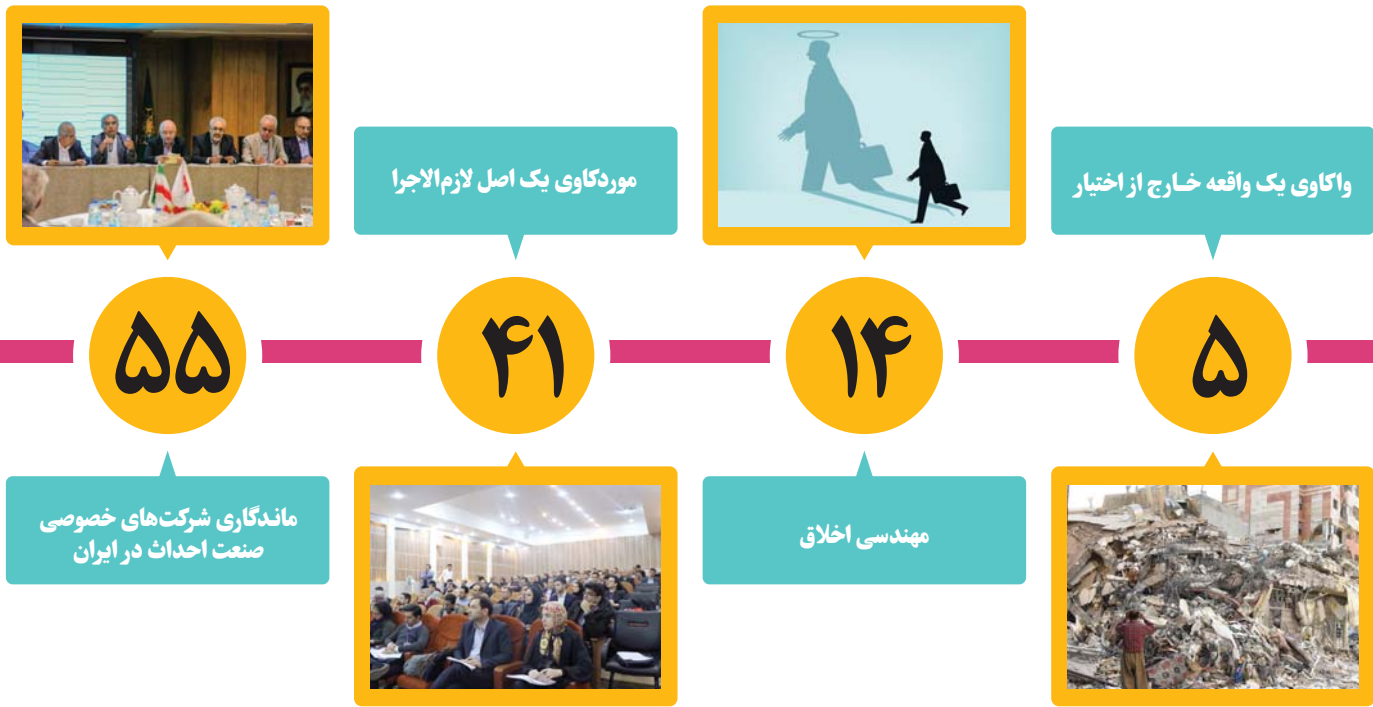 واکاوی یک واقعه خارج از اختیار
۵
۱۴
مهندسی اخلاق
موردکاوی یک اصل لازم‌الاجرا
۴۱
۵۵
ماندگاری شرکت‌های خصوصی
صنعت احداث در ایران